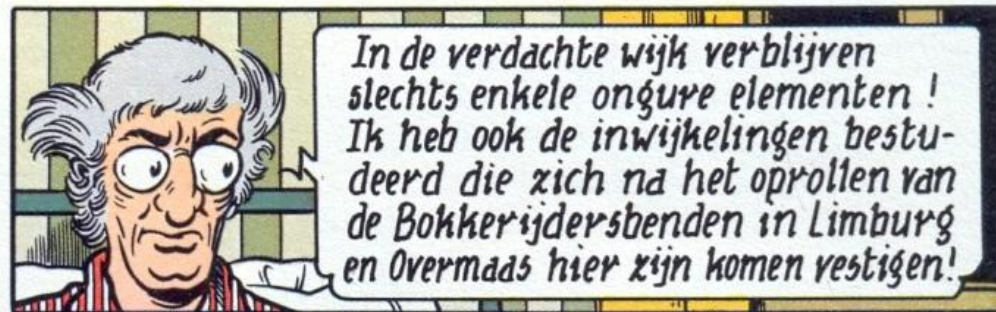 In de verdachte wijk verblijven
slechts enkele ongure elementen !
Ik heb ook de inwijkelingen bestu-
deerd die zich na het oprollen van
de Bokkerijdersbenden in Limburg
en Overmaas hier zijn komen vestigen!